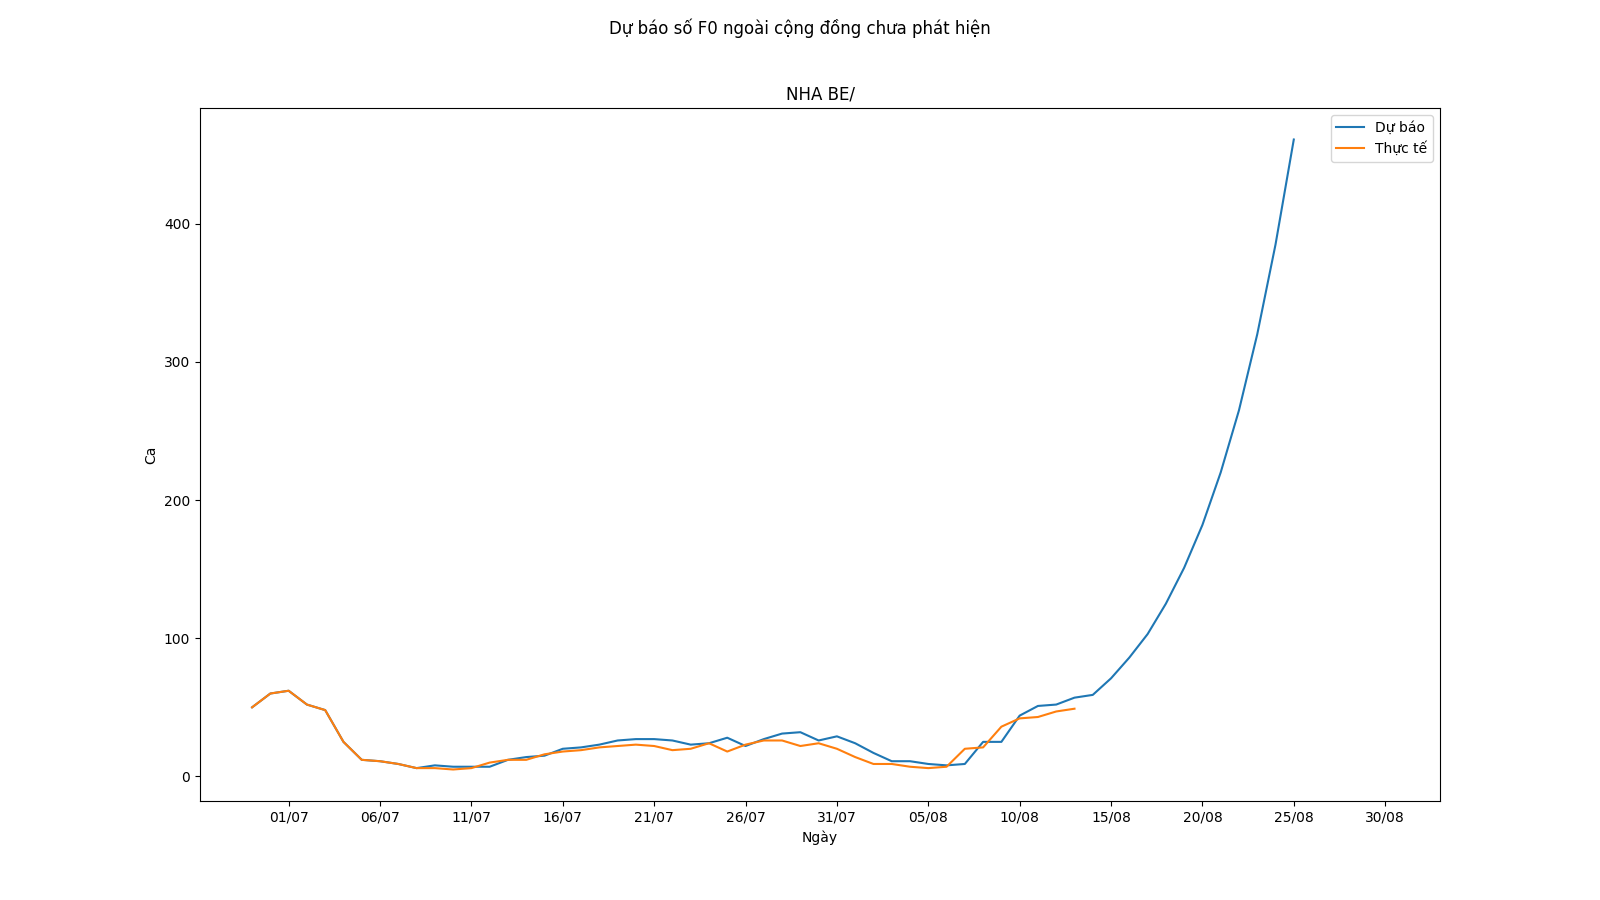 Dự báo số F0 ngoài cộng đồng chưa phát hiện
NHA BE/
Dự báo
Thực tế
400
300
200
100
0
Ca
01/07 06/07 11/07 16/07 21/07 26/07 31/07 05/08 10/08 15/08 20/08 25/08 30/08
Ngày